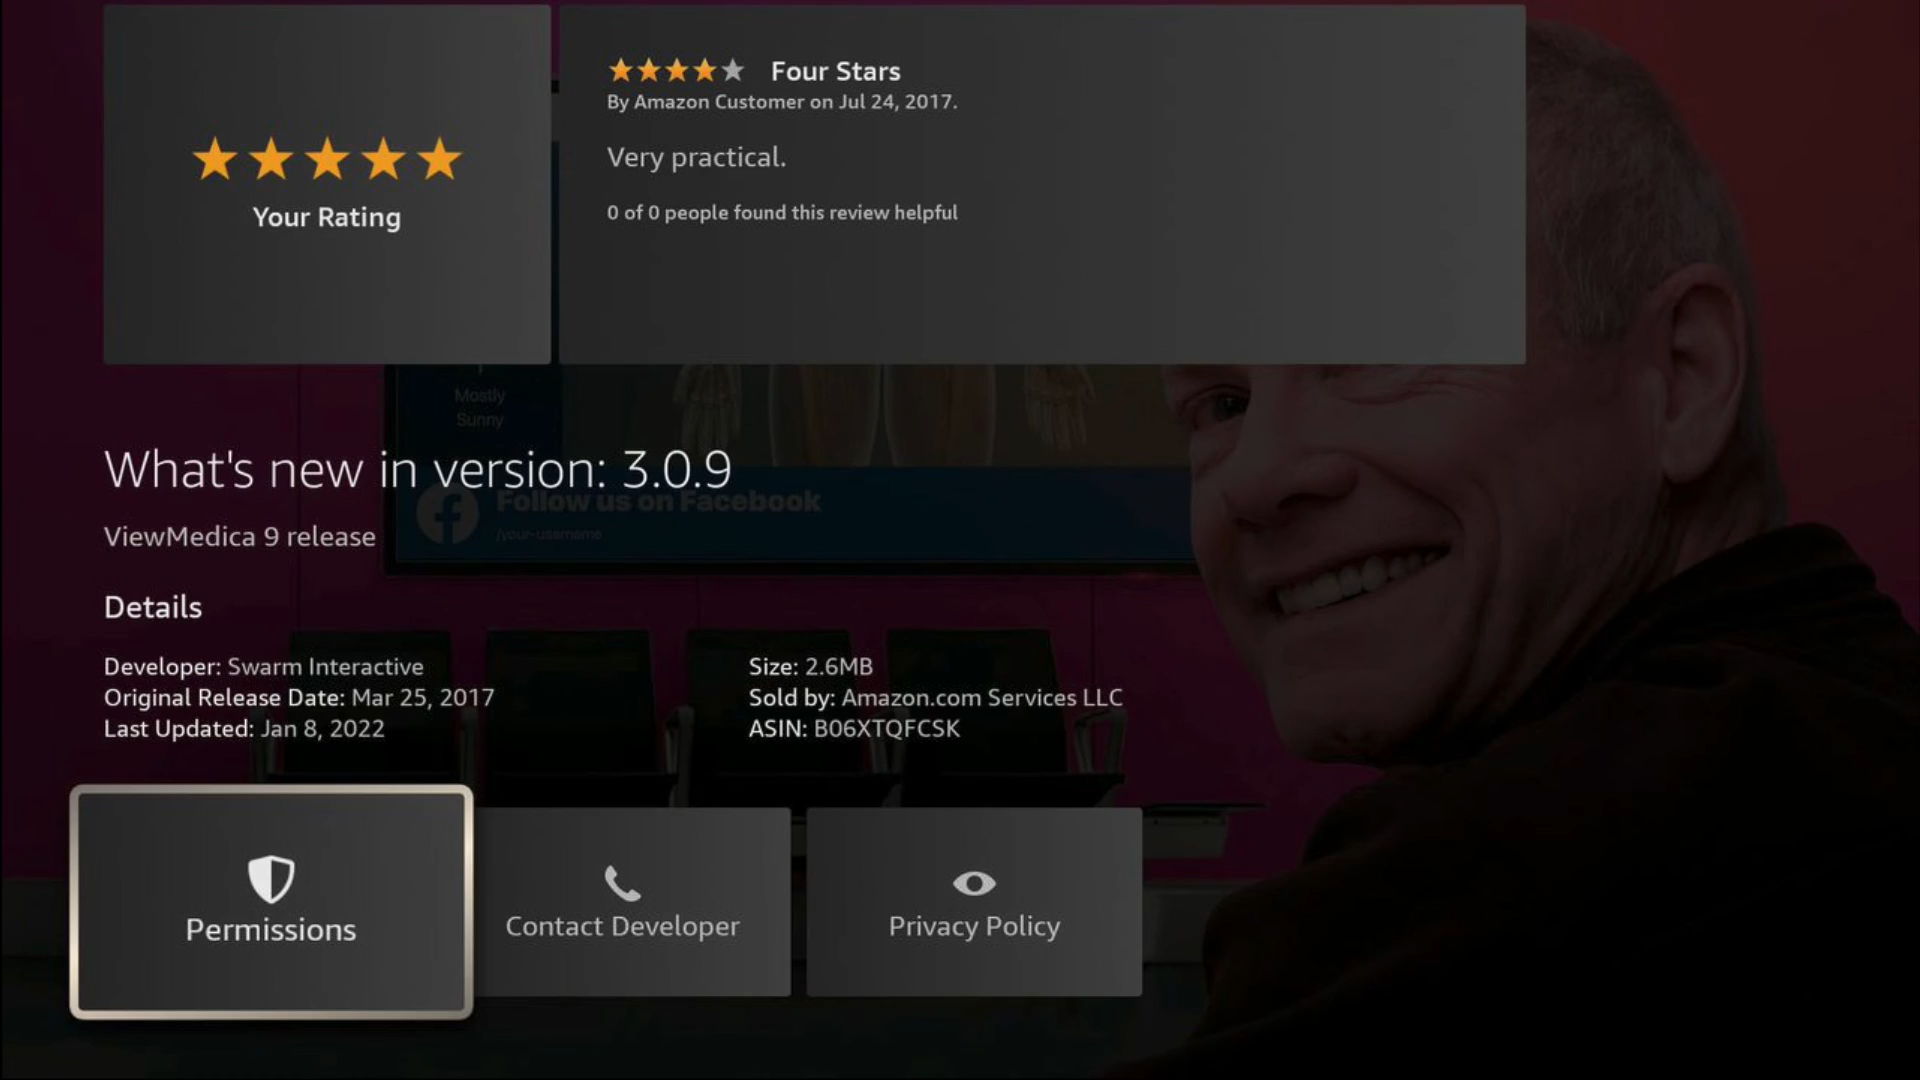 Four Stars
By Amazon Customer on Jul 24, 2017.
Very practical.
0 of 0 people found this review helpful
Your Rating
Mostly
Sunny
What's new in version: 3.0.9
Follow us on Facebook
/your-username
ViewMedica 9 release
Details
Developer: Swarm Interactive
Original Release Date: Mar 25, 2017
Last Updated: Jan 8, 2022
Size: 2.6MB
Sold by: Amazon.com Services LLC
ASIN: B06XTQFCSK
Permissions
Contact Developer
Privacy Policy